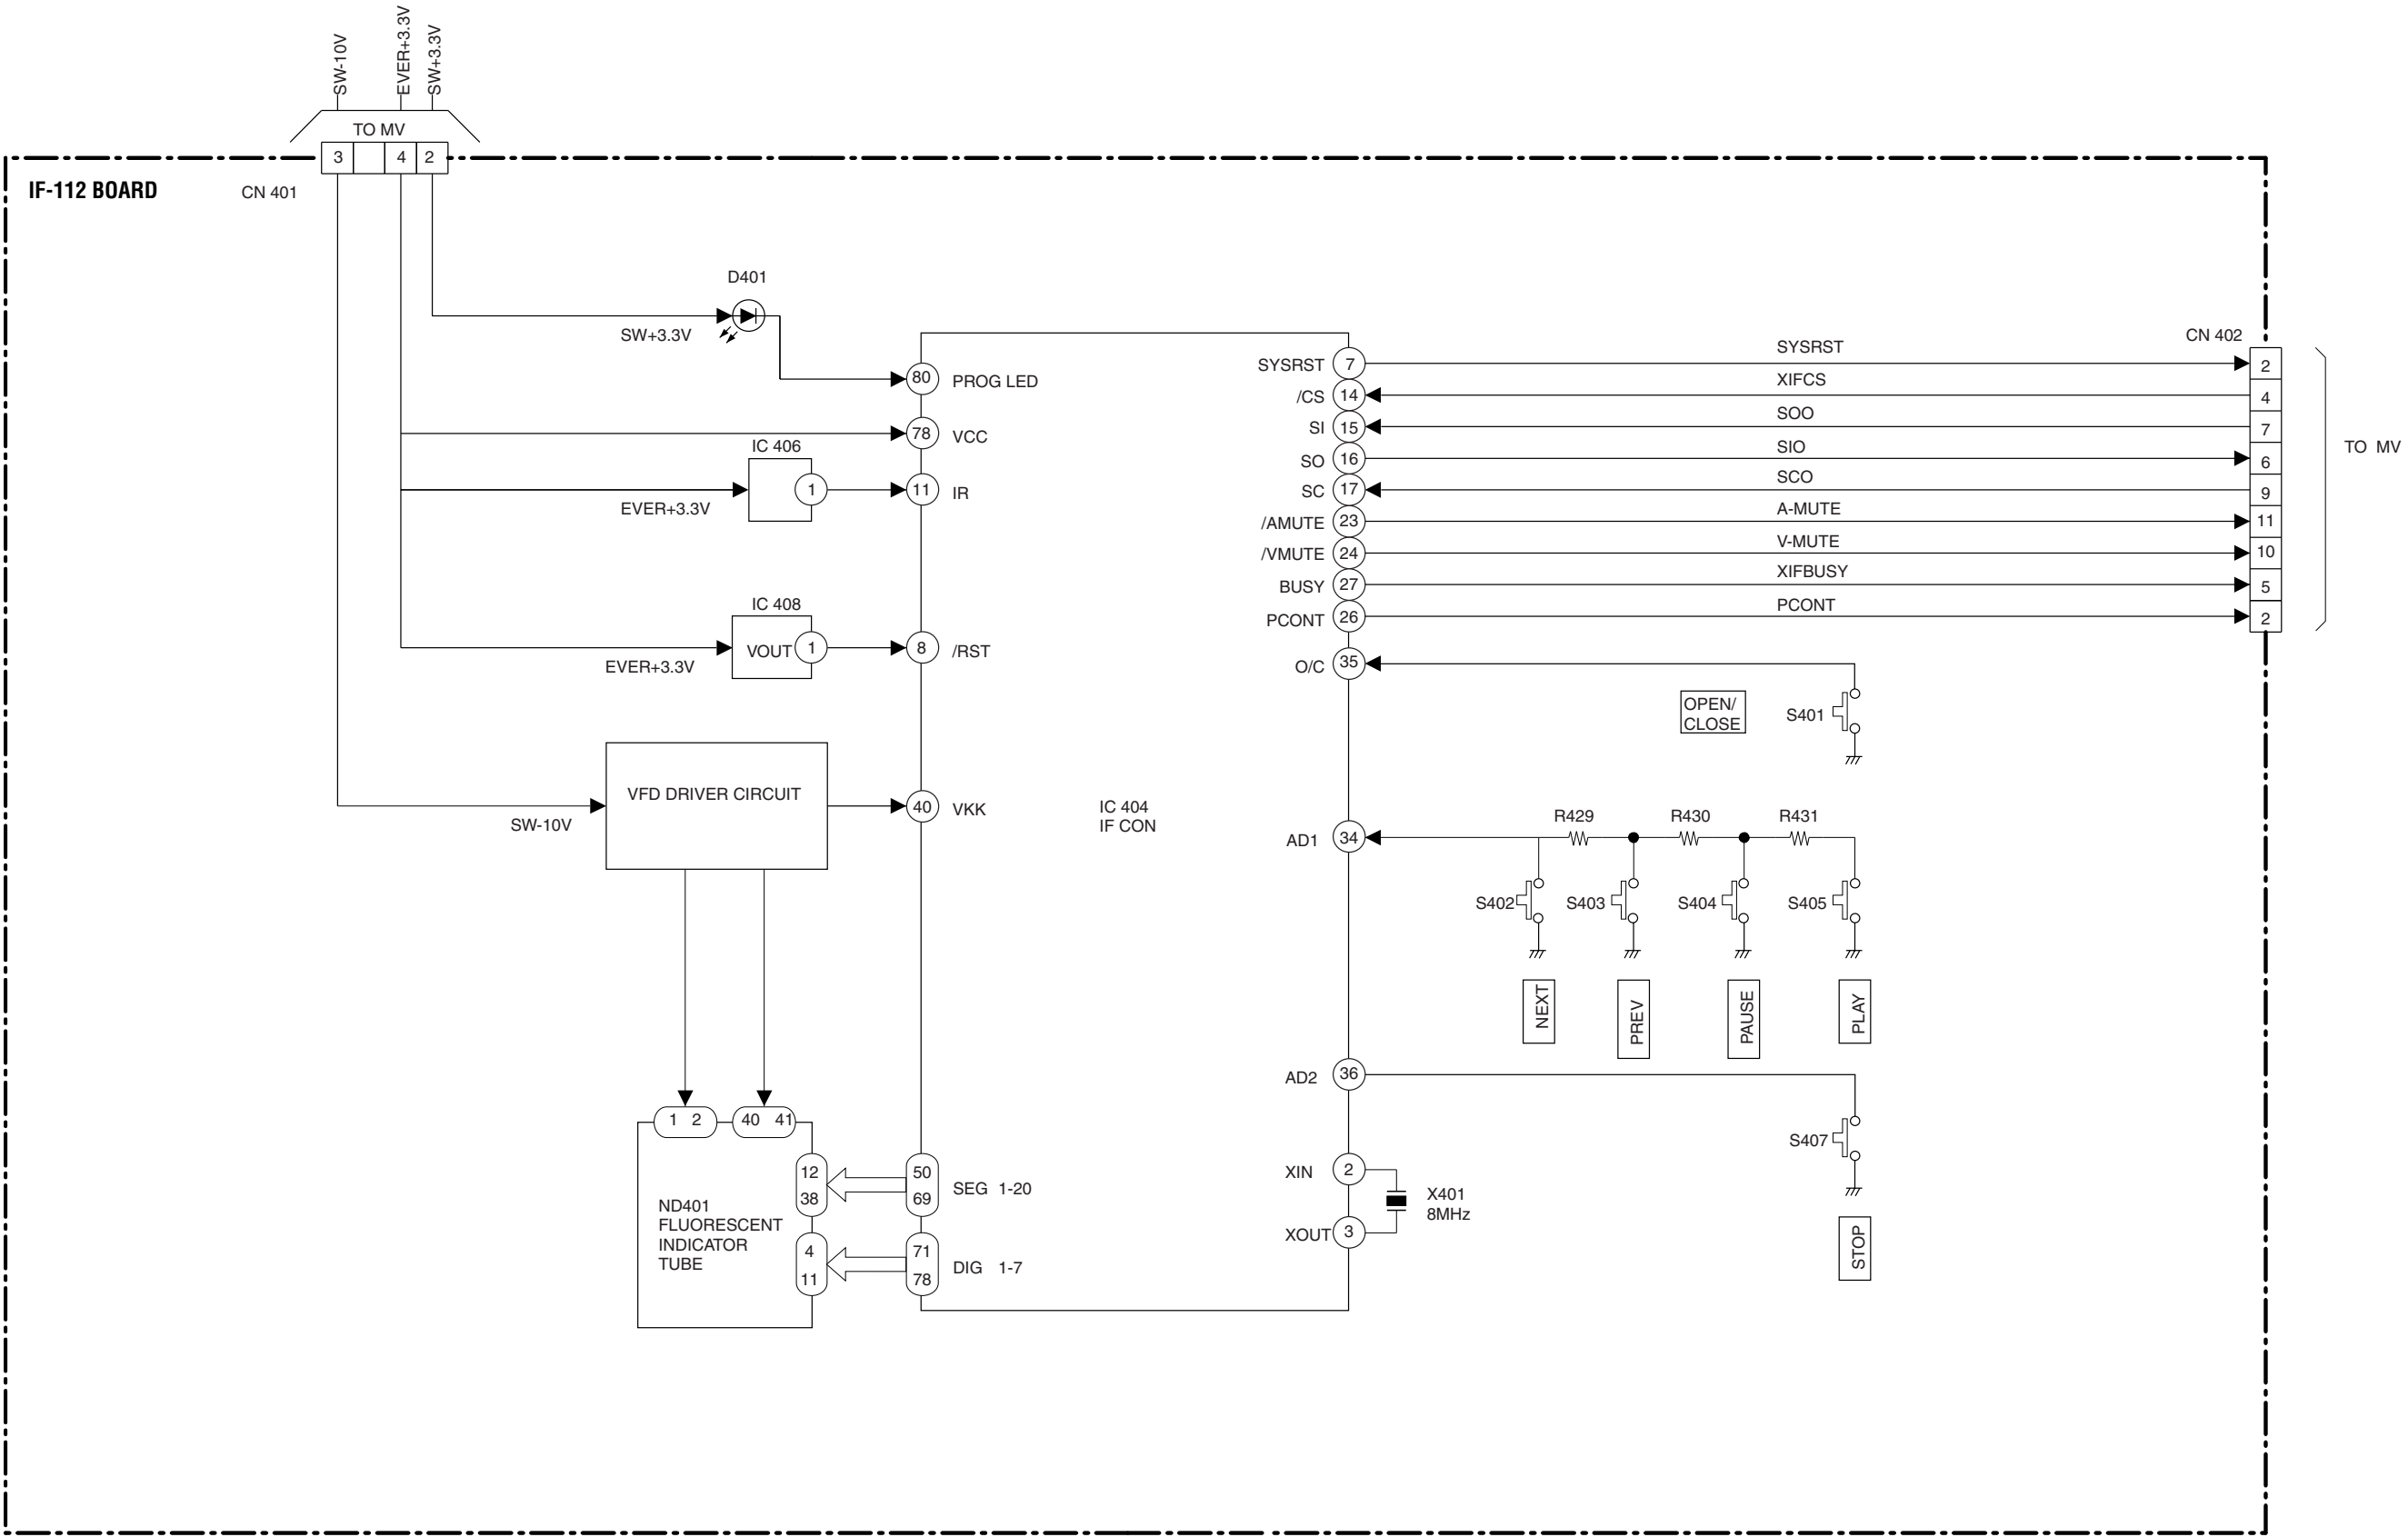 SW-10V
EVER+3.3V
SW+3.3V
TO MV
3 4 2
IF-112 BOARD
CN 401
D401
SW+3.3V
80 PROG LED
78 VCC
IC 406
1
11 IR
EVER+3.3V
IC 408
VOUT 1
8 /RST
EVER+3.3V
VFD DRIVER CIRCUIT
40 VKK
SW-10V
IC 404
IF CON
1 2
40 41
12
38
50
69
SEG 1-20
ND401
FLUORESCENT
INDICATOR
TUBE
4
11
71
78
DIG 1-7
CN 402
SYSRST 7 SYSRST 2
/CS 14 XIFCS 4
SI 15 SOO 7
SO 16 SIO 6
SC 17 SCO 9
/AMUTE 23 A-MUTE 11
/VMUTE 24 V-MUTE 10
BUSY 27 XIFBUSY 5
PCONT 26 PCONT 2
TO MV
O/C 35
OPEN/
CLOSE
S401
AD1 34
R429 R430 R431
S402 S403 S404 S405
NEXT
PREV
PAUSE
PLAY
AD2 36
S407
STOP
XIN 2
X401
8MHz
XOUT 3